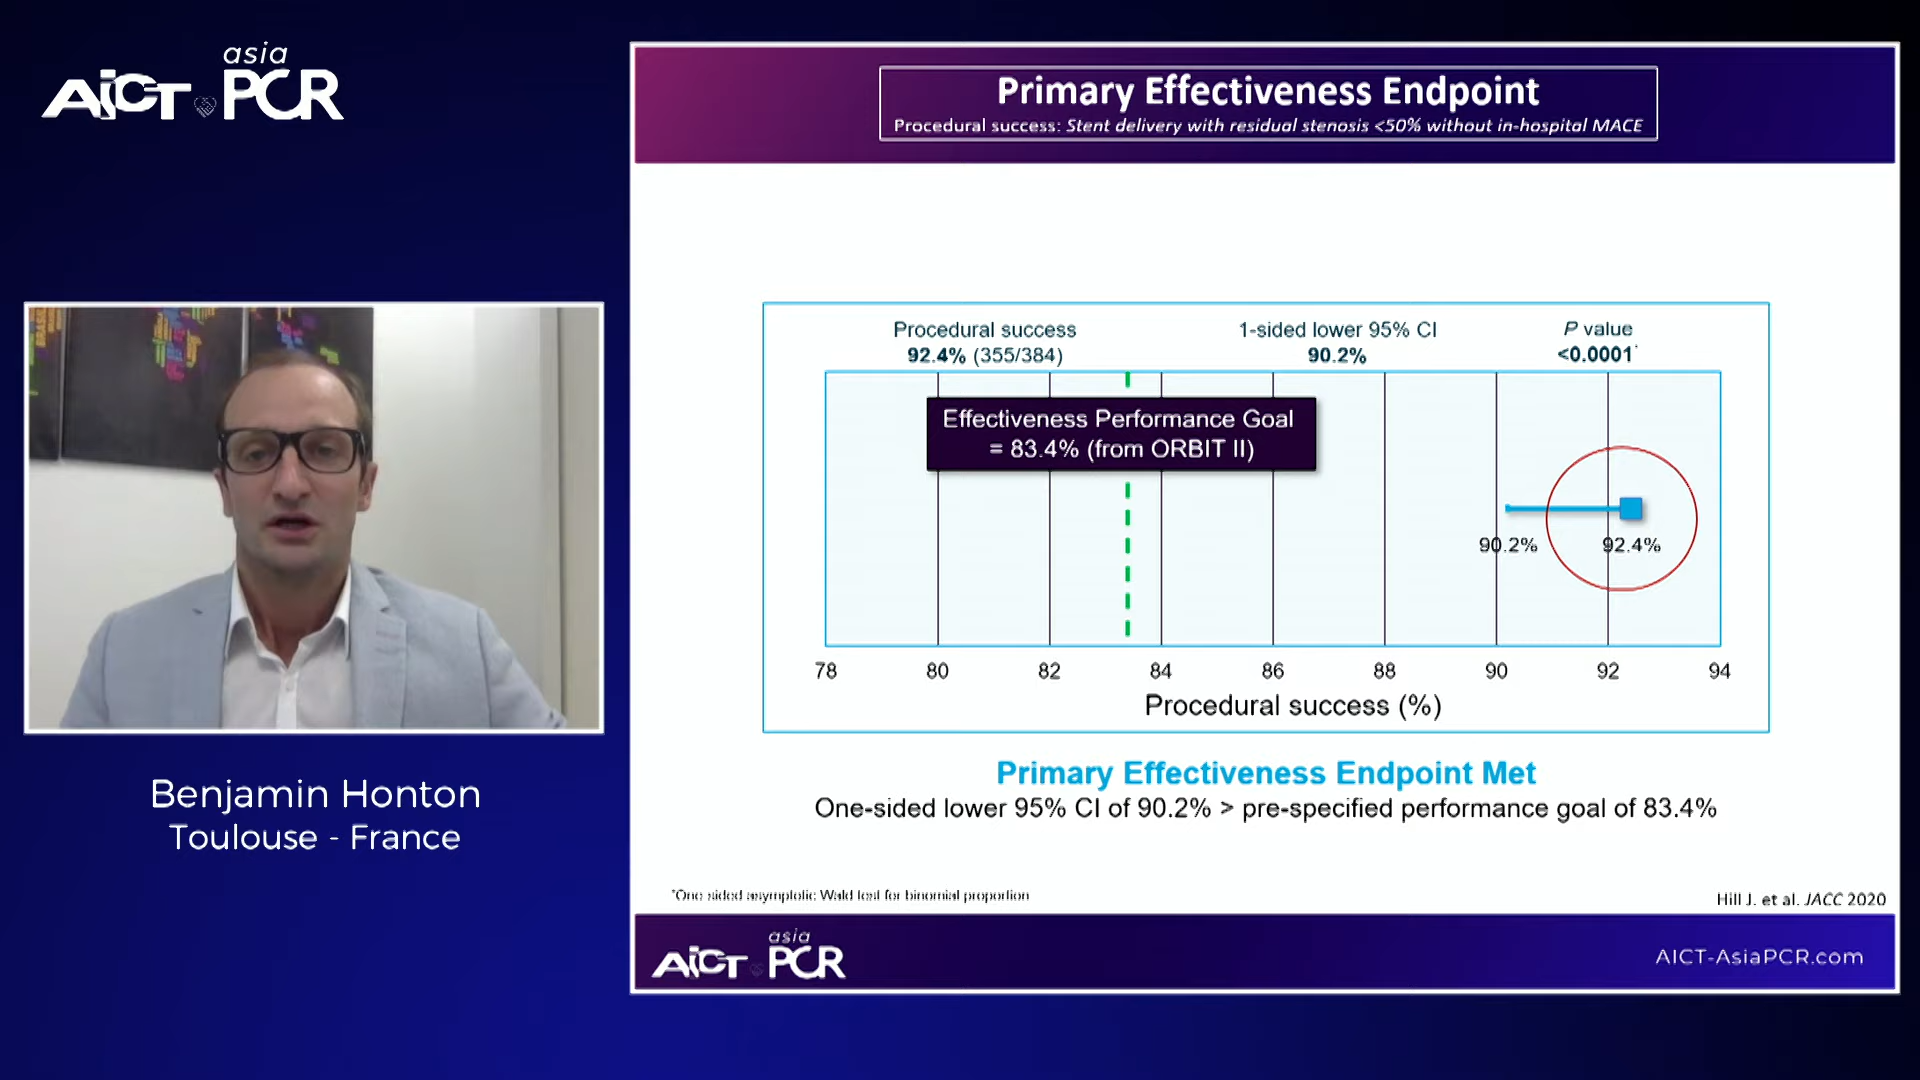 asia
AICT PCR
Benjamin Honton
Toulouse - France
Primary Effectiveness Endpoint
Procedural success: Stent delivery with residual stenosis <50% without in-hospital MACE
Procedural success
92.4% (355/384)
1-sided lower 95% CI
90.2%
P value
<0.0001*
Effectiveness Performance Goal
= 83.4% (from ORBIT II)
90.2% 92.4%
78 80 82 84 86 88 90 92 94
Procedural success (%)
Primary Effectiveness Endpoint Met
One-sided lower 95% CI of 90.2% > pre-specified performance goal of 83.4%
*One sided asymptotic Wald test for binomial proportion
Hill J. et al. JACC 2020
asia
AICT PCR
AICT-AsiaPCR.com